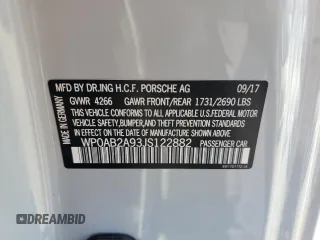 MFD BY DR.ING H.C.F. PORSCHE AG 09/17
GVWR 4266 GAWR FRONT/REAR 1731/2690 LBS
THIS VEHICLE CONFORMS TO ALL APPLICABLE U.S. FEDERAL MOTOR VEHICLE
SAFETY, BUMPER, AND THEFT PREVENTION STANDARDS
IN EFFECT ON THE DATE OF MANUFACTURE SHOWN ABOVE.
WP0AB2A93JS122882 PASSENGER CAR
MADE IN GERMANY
DREAMBID